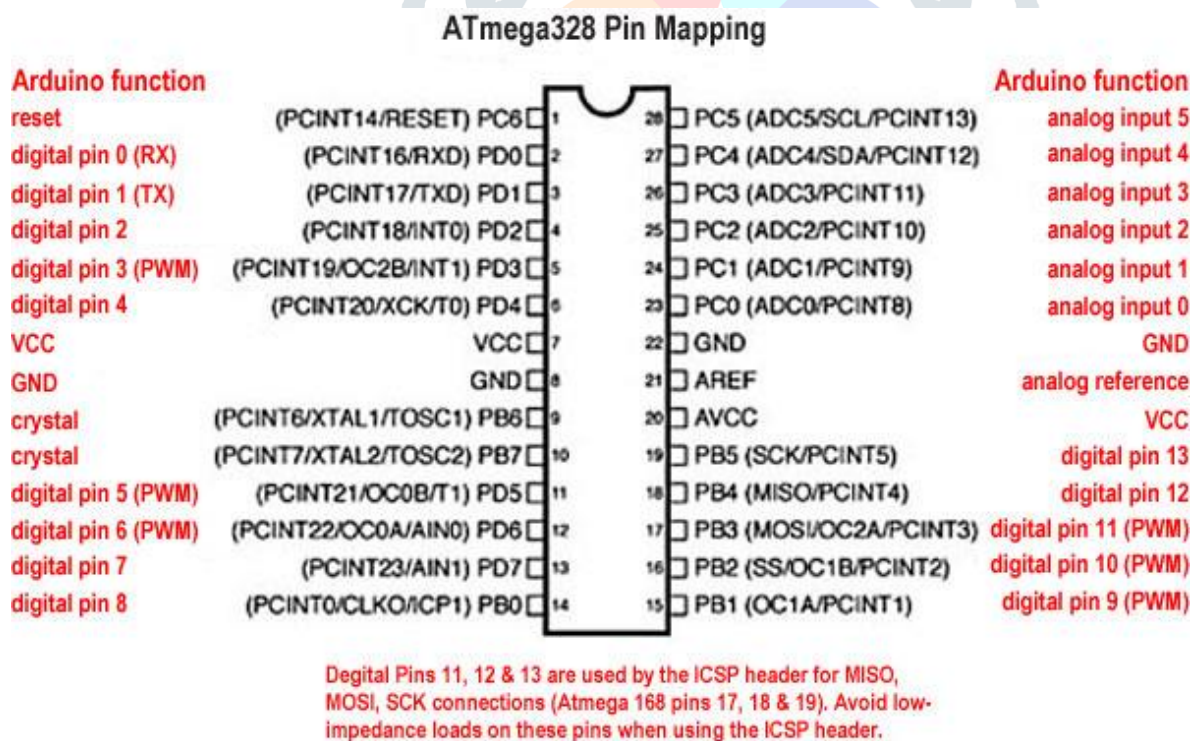 ATmega328 Pin Mapping
Arduino function Arduino function
reset (PCINT14/RESET) PC6 1 28 PC5 (ADC5/SCL/PCINT13) analog input 5
digital pin 0 (RX) (PCINT16/RXD) PD0 2 27 PC4 (ADC4/SDA/PCINT12) analog input 4
digital pin 1 (TX) (PCINT17/TXD) PD1 3 26 PC3 (ADC3/PCINT11) analog input 3
digital pin 2 (PCINT18/INT0) PD2 4 25 PC2 (ADC2/PCINT10) analog input 2
digital pin 3 (PWM) (PCINT19/OC2B/INT1) PD3 5 24 PC1 (ADC1/PCINT9) analog input 1
digital pin 4 (PCINT20/XCK/T0) PD4 6 23 PC0 (ADC0/PCINT8) analog input 0
VCC VCC 7 22 GND GND
GND GND 8 21 AREF analog reference
crystal (PCINT6/XTAL1/TOSC1) PB6 9 20 AVCC VCC
crystal (PCINT7/XTAL2/TOSC2) PB7 10 19 PB5 (SCK/PCINT5) digital pin 13
digital pin 5 (PWM) (PCINT21/OC0B/T1) PD5 11 18 PB4 (MISO/PCINT4) digital pin 12
digital pin 6 (PWM) (PCINT22/OC0A/AIN0) PD6 12 17 PB3 (MOSI/OC2A/PCINT3) digital pin 11 (PWM)
digital pin 7 (PCINT23/AIN1) PD7 13 16 PB2 (SS/OC1B/PCINT2) digital pin 10 (PWM)
digital pin 8 (PCINT0/CLKO/ICP1) PB0 14 15 PB1 (OC1A/PCINT1) digital pin 9 (PWM)
Degital Pins 11, 12 & 13 are used by the ICSP header for MISO,
MOSI, SCK connections (Atmega 168 pins 17, 18 & 19). Avoid low-
impedance loads on these pins when using the ICSP header.